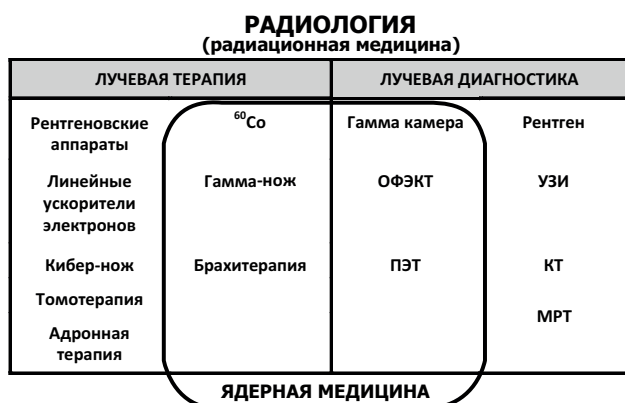 РАДИОЛОГИЯ
(радиационная медицина)
ЛУЧЕВАЯ ТЕРАПИЯ ЛУЧЕВАЯ ДИАГНОСТИКА
Рентгеновские
аппараты
⁶⁰Co
Гамма камера
Рентген
Линейные
ускорители
электронов
Гамма-нож
ОФЭКТ
УЗИ
Кибер-нож
Брахитерапия
ПЭТ
КТ
Томотерапия
МРТ
Адронная
терапия
ЯДЕРНАЯ МЕДИЦИНА